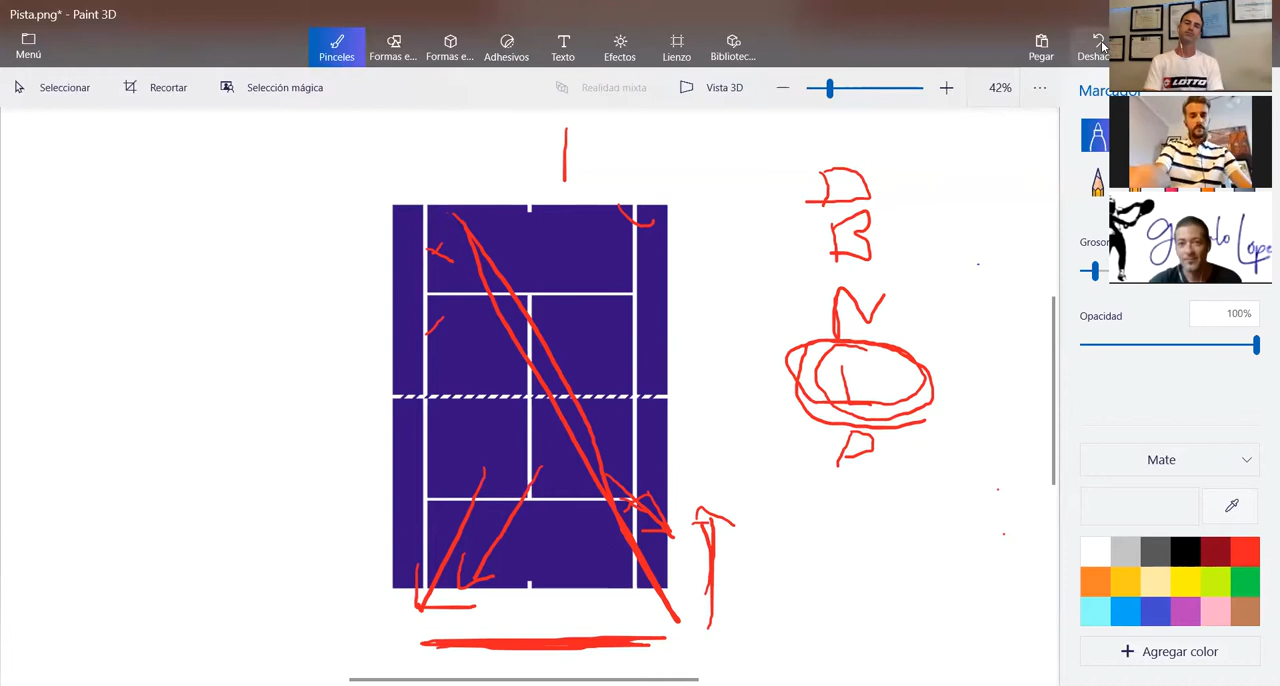 Pista.png* - Paint 3D
Menú
Pinceles
Formas e...
Formas e...
Adhesivos
Texto
Efectos
Lienzo
Bibliotec...
Pegar
Deshac
Seleccionar
Recortar
Selección mágica
Realidad mixta
Vista 3D
42%
Marcador
LOTTO
D
B
N
L
D
Gros
Opacidad
100%
Mate
Agregar color